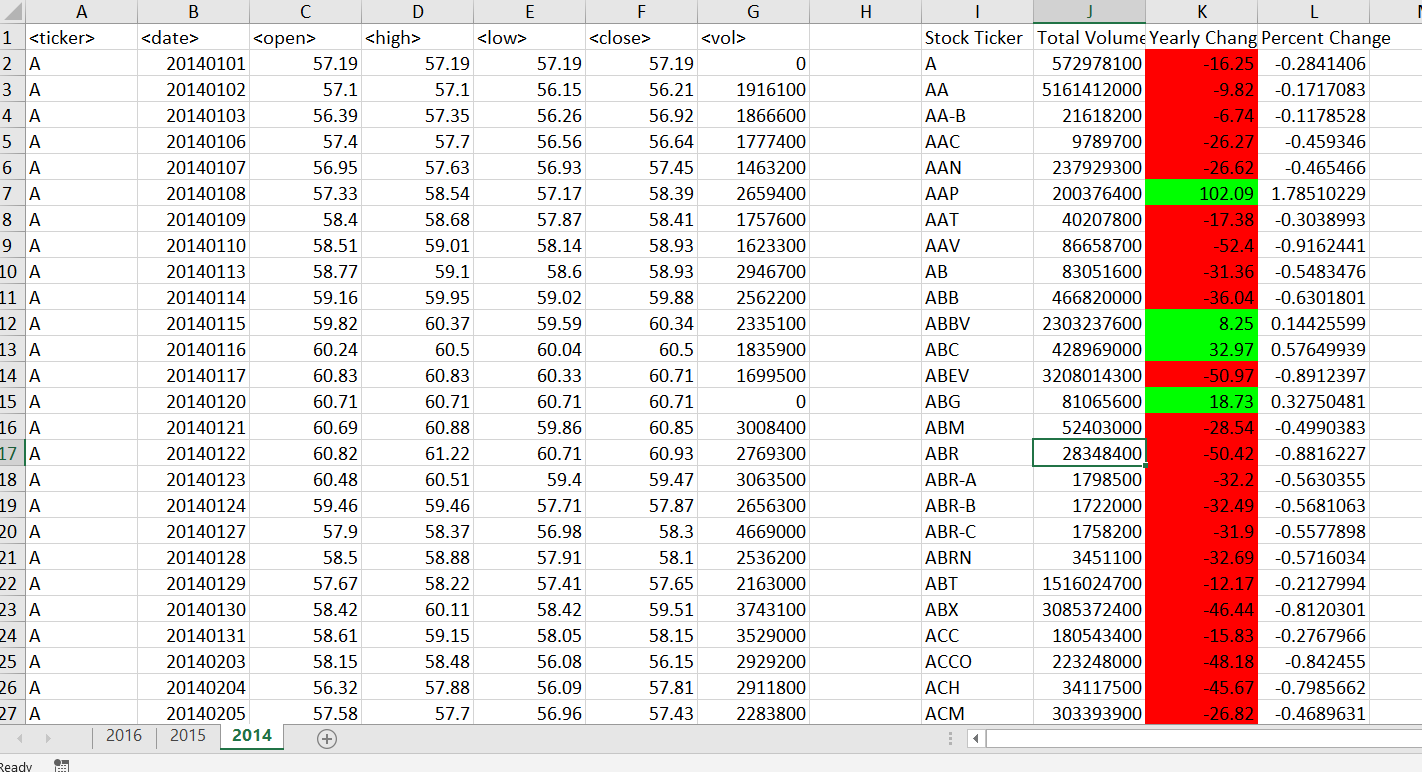 A B C D E F G H I J K L
1 <ticker> <date> <open> <high> <low> <close> <vol> Stock Ticker Total Volume Yearly Chang Percent Change
2 A 20140101 57.19 57.19 57.19 57.19 0 A 572978100 -16.25 -0.2841406
3 A 20140102 57.1 57.1 56.15 56.21 1916100 AA 5161412000 -9.82 -0.1717083
4 A 20140103 56.39 57.35 56.26 56.92 1866600 AA-B 21618200 -6.74 -0.1178528
5 A 20140106 57.4 57.7 56.56 56.64 1777400 AAC 9789700 -26.27 -0.459346
6 A 20140107 56.95 57.63 56.93 57.45 1463200 AAN 237929300 -26.62 -0.465466
7 A 20140108 57.33 58.54 57.17 58.39 2659400 AAP 200376400 102.09 1.78510229
8 A 20140109 58.4 58.68 57.87 58.41 1757600 AAT 40207800 -17.38 -0.3038993
9 A 20140110 58.51 59.01 58.14 58.93 1623300 AAV 86658700 -52.4 -0.9162441
10 A 20140113 58.77 59.1 58.6 58.93 2946700 AB 83051600 -31.36 -0.5483476
11 A 20140114 59.16 59.95 59.02 59.88 2562200 ABB 466820000 -36.04 -0.6301801
12 A 20140115 59.82 60.37 59.59 60.34 2335100 ABBV 2303237600 8.25 0.14425599
13 A 20140116 60.24 60.5 60.04 60.5 1835900 ABC 428969000 32.97 0.57649939
14 A 20140117 60.83 60.83 60.33 60.71 1699500 ABEV 3208014300 -50.97 -0.8912397
15 A 20140120 60.71 60.71 60.71 60.71 0 ABG 81065600 18.73 0.32750481
16 A 20140121 60.69 60.88 59.86 60.85 3008400 ABM 52403000 -28.54 -0.4990383
17 A 20140122 60.82 61.22 60.71 60.93 2769300 ABR 28348400 -50.42 -0.8816227
18 A 20140123 60.48 60.51 59.4 59.47 3063500 ABR-A 1798500 -32.2 -0.5630355
19 A 20140124 59.46 59.46 57.71 57.87 2656300 ABR-B 1722000 -32.49 -0.5681063
20 A 20140127 57.9 58.37 56.98 58.3 4669000 ABR-C 1758200 -31.9 -0.5577898
21 A 20140128 58.5 58.88 57.91 58.1 2536200 ABRN 3451100 -32.69 -0.5716034
22 A 20140129 57.67 58.22 57.41 57.65 2163000 ABT 1516024700 -12.17 -0.2127994
23 A 20140130 58.42 60.11 58.42 59.51 3743100 ABX 3085372400 -46.44 -0.8120301
24 A 20140131 58.61 59.15 58.05 58.15 3529000 ACC 180543400 -15.83 -0.2767966
25 A 20140203 58.15 58.48 56.08 56.15 2929200 ACCO 223248000 -48.18 -0.842455
26 A 20140204 56.32 57.88 56.09 57.81 2911800 ACH 34117500 -45.67 -0.7985662
27 A 20140205 57.58 57.7 56.96 57.43 2283800 ACM 303393900 -26.82 -0.4689631
2016 2015 2014
Ready